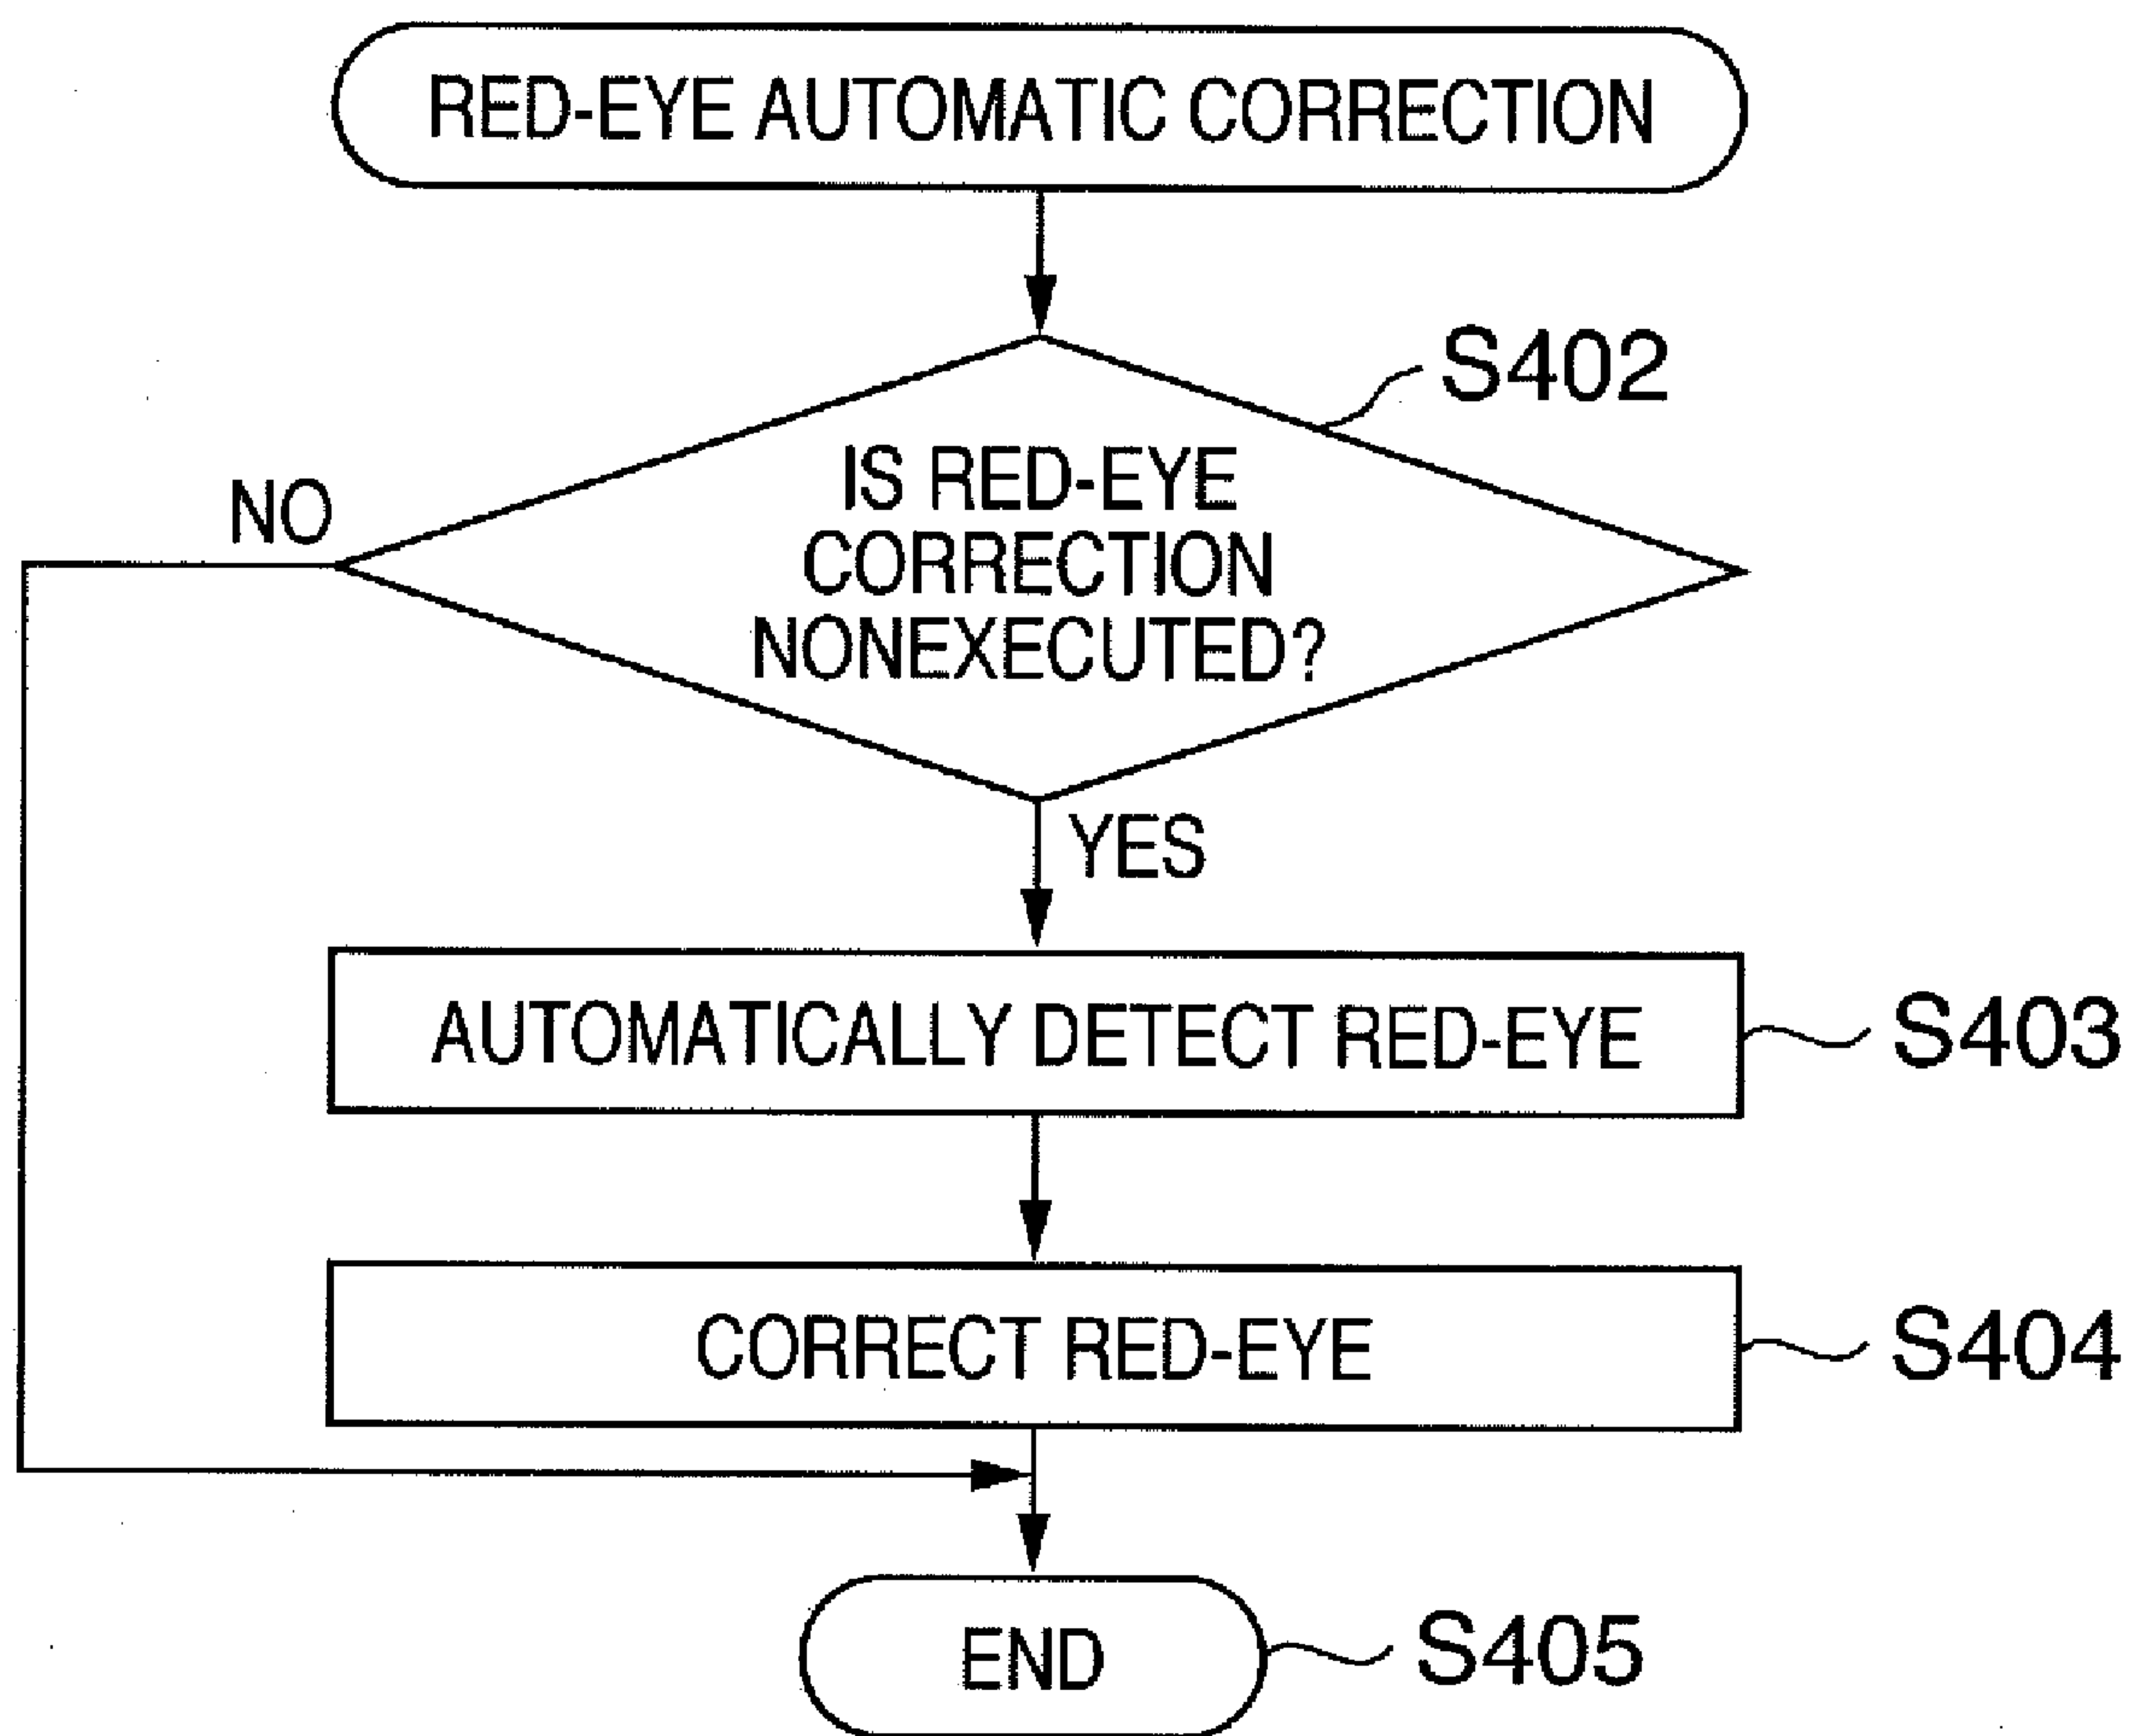 RED-EYE AUTOMATIC CORRECTION
S402
IS RED-EYE
CORRECTION
NONEXECUTED?
NO
YES
AUTOMATICALLY DETECT RED-EYE
S403
CORRECT RED-EYE
S404
END
S405